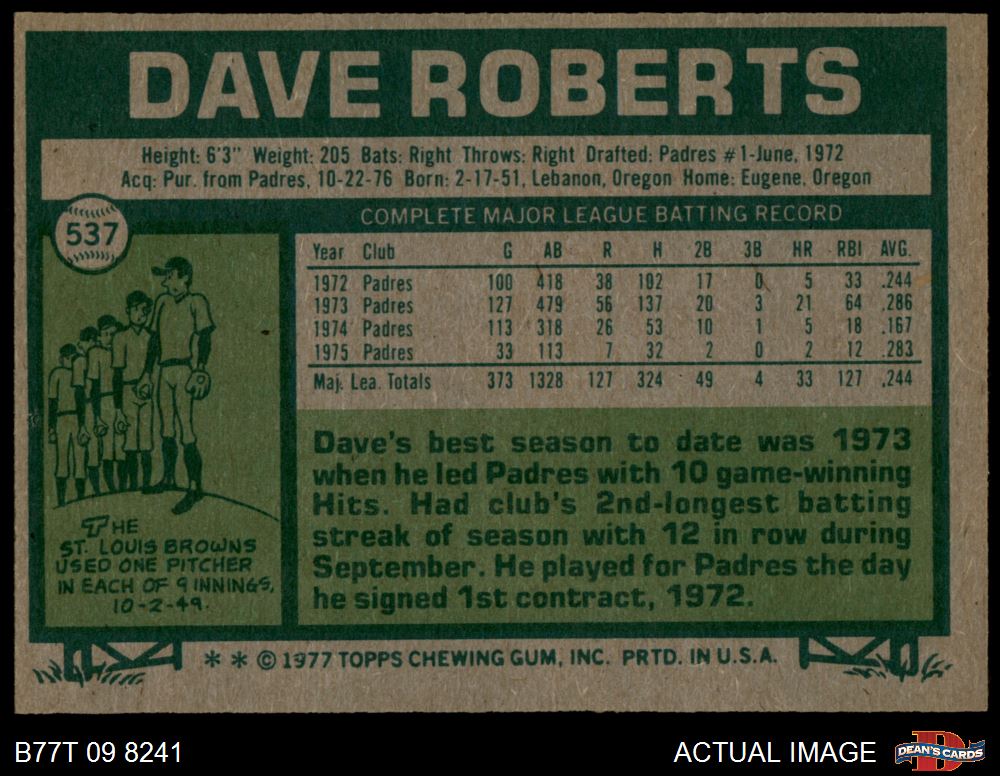 DAVE ROBERTS
Height: 6'3" Weight: 205 Bats: Right Throws: Right Drafted: Padres #1-June, 1972
Acq: Pur. from Padres, 10-22-76 Born: 2-17-51, Lebanon, Oregon Home: Eugene, Oregon
537
COMPLETE MAJOR LEAGUE BATTING RECORD
Year Club G AB R H 2B 3B HR RBI AVG.
1972 Padres 100 418 38 102 17 0 5 33 .244
1973 Padres 127 479 56 137 20 3 21 64 .286
1974 Padres 113 318 26 53 10 1 5 18 .167
1975 Padres 33 113 7 32 2 0 2 12 .283
Maj. Lea. Totals 373 1328 127 324 49 4 33 127 .244
THE
ST. LOUIS BROWNS
USED ONE PITCHER
IN EACH OF 9 INNINGS,
10-2-49.
Dave's best season to date was 1973
when he led Padres with 10 game-winning
Hits. Had club's 2nd-longest batting
streak of season with 12 in row during
September. He played for Padres the day
he signed 1st contract, 1972.
* * © 1977 TOPPS CHEWING GUM, INC. PRTD. IN U.S.A.
B77T 09 8241
ACTUAL IMAGE
D
DEAN'S CARDS